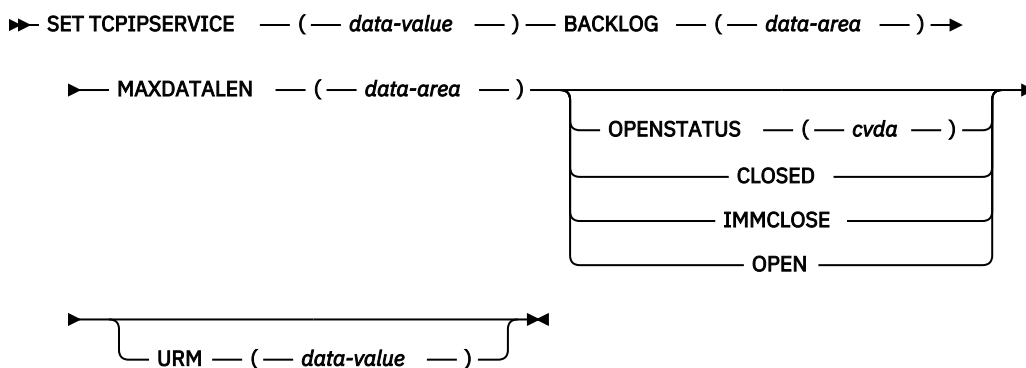 SET TCPIPSERVICE ( data-value ) BACKLOG ( data-area )
MAXDATALEN ( data-area )
OPENSTATUS ( cvda )
CLOSED
IMMCLOSE
OPEN
URM ( data-value )